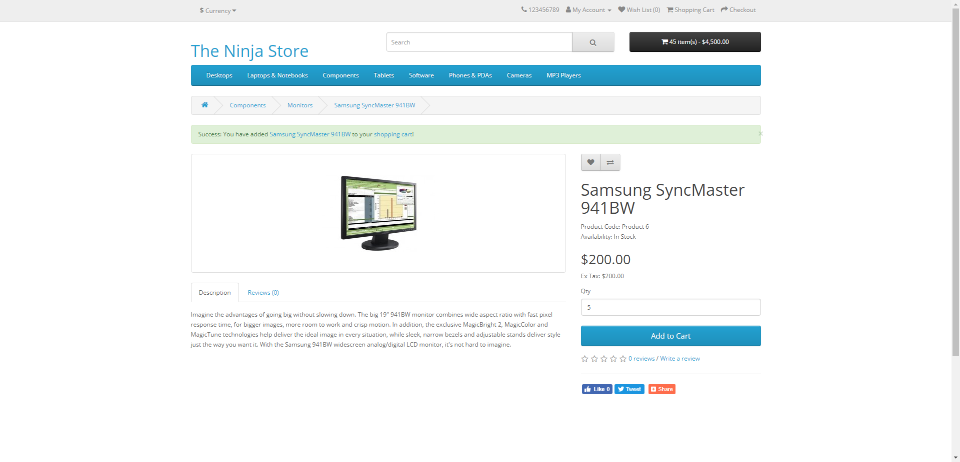 $ Currency
123456789 My Account Wish List (0) Shopping Cart Checkout
The Ninja Store
Search
45 item(s) - $4,500.00
Desktops Laptops & Notebooks Components Tablets Software Phones & PDAs Cameras MP3 Players
Components Monitors Samsung SyncMaster 941BW
Success: You have added Samsung SyncMaster 941BW to your shopping cart!
×
Samsung SyncMaster
941BW
Product Code: Product 6
Availability: In Stock
$200.00
Ex Tax: $200.00
Qty
5
Add to Cart
0 reviews / Write a review
Like 0 Tweet Share
Description Reviews (0)
Imagine the advantages of going big without slowing down. The big 19" 941BW monitor combines wide aspect ratio with fast pixel
response time, for bigger images, more room to work and crisp motion. In addition, the exclusive MagicBright 2, MagicColor and
MagicTune technologies help deliver the ideal image in every situation, while sleek, narrow bezels and adjustable stands deliver style
just the way you want it. With the Samsung 941BW widescreen analog/digital LCD monitor, it's not hard to imagine.